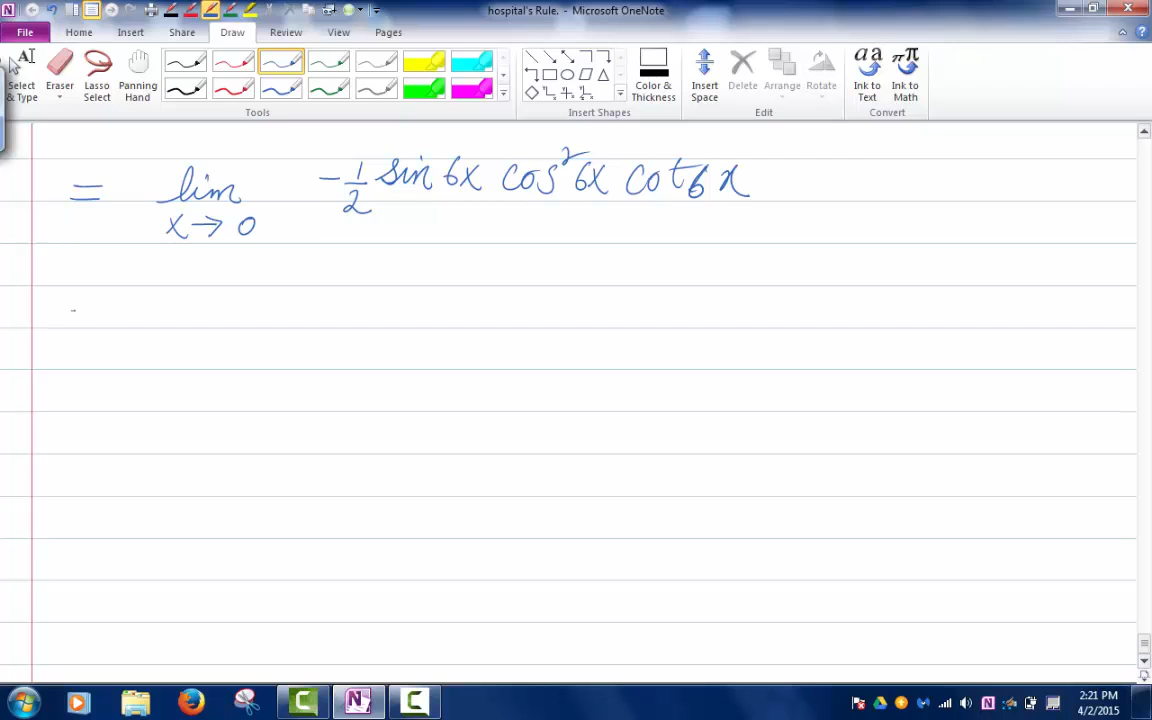 hospital's Rule. - Microsoft OneNote
File Home Insert Share Draw Review View Pages
Select & Type
Eraser
Lasso Select
Panning Hand
Color & Thickness
Insert Space
Delete
Arrange
Rotate
Ink to Text
Ink to Math
Tools
Insert Shapes
Edit
Convert
= lim x→0 -1/2 sin 6x cos² 6x cot 6x
2:21 PM
4/2/2015